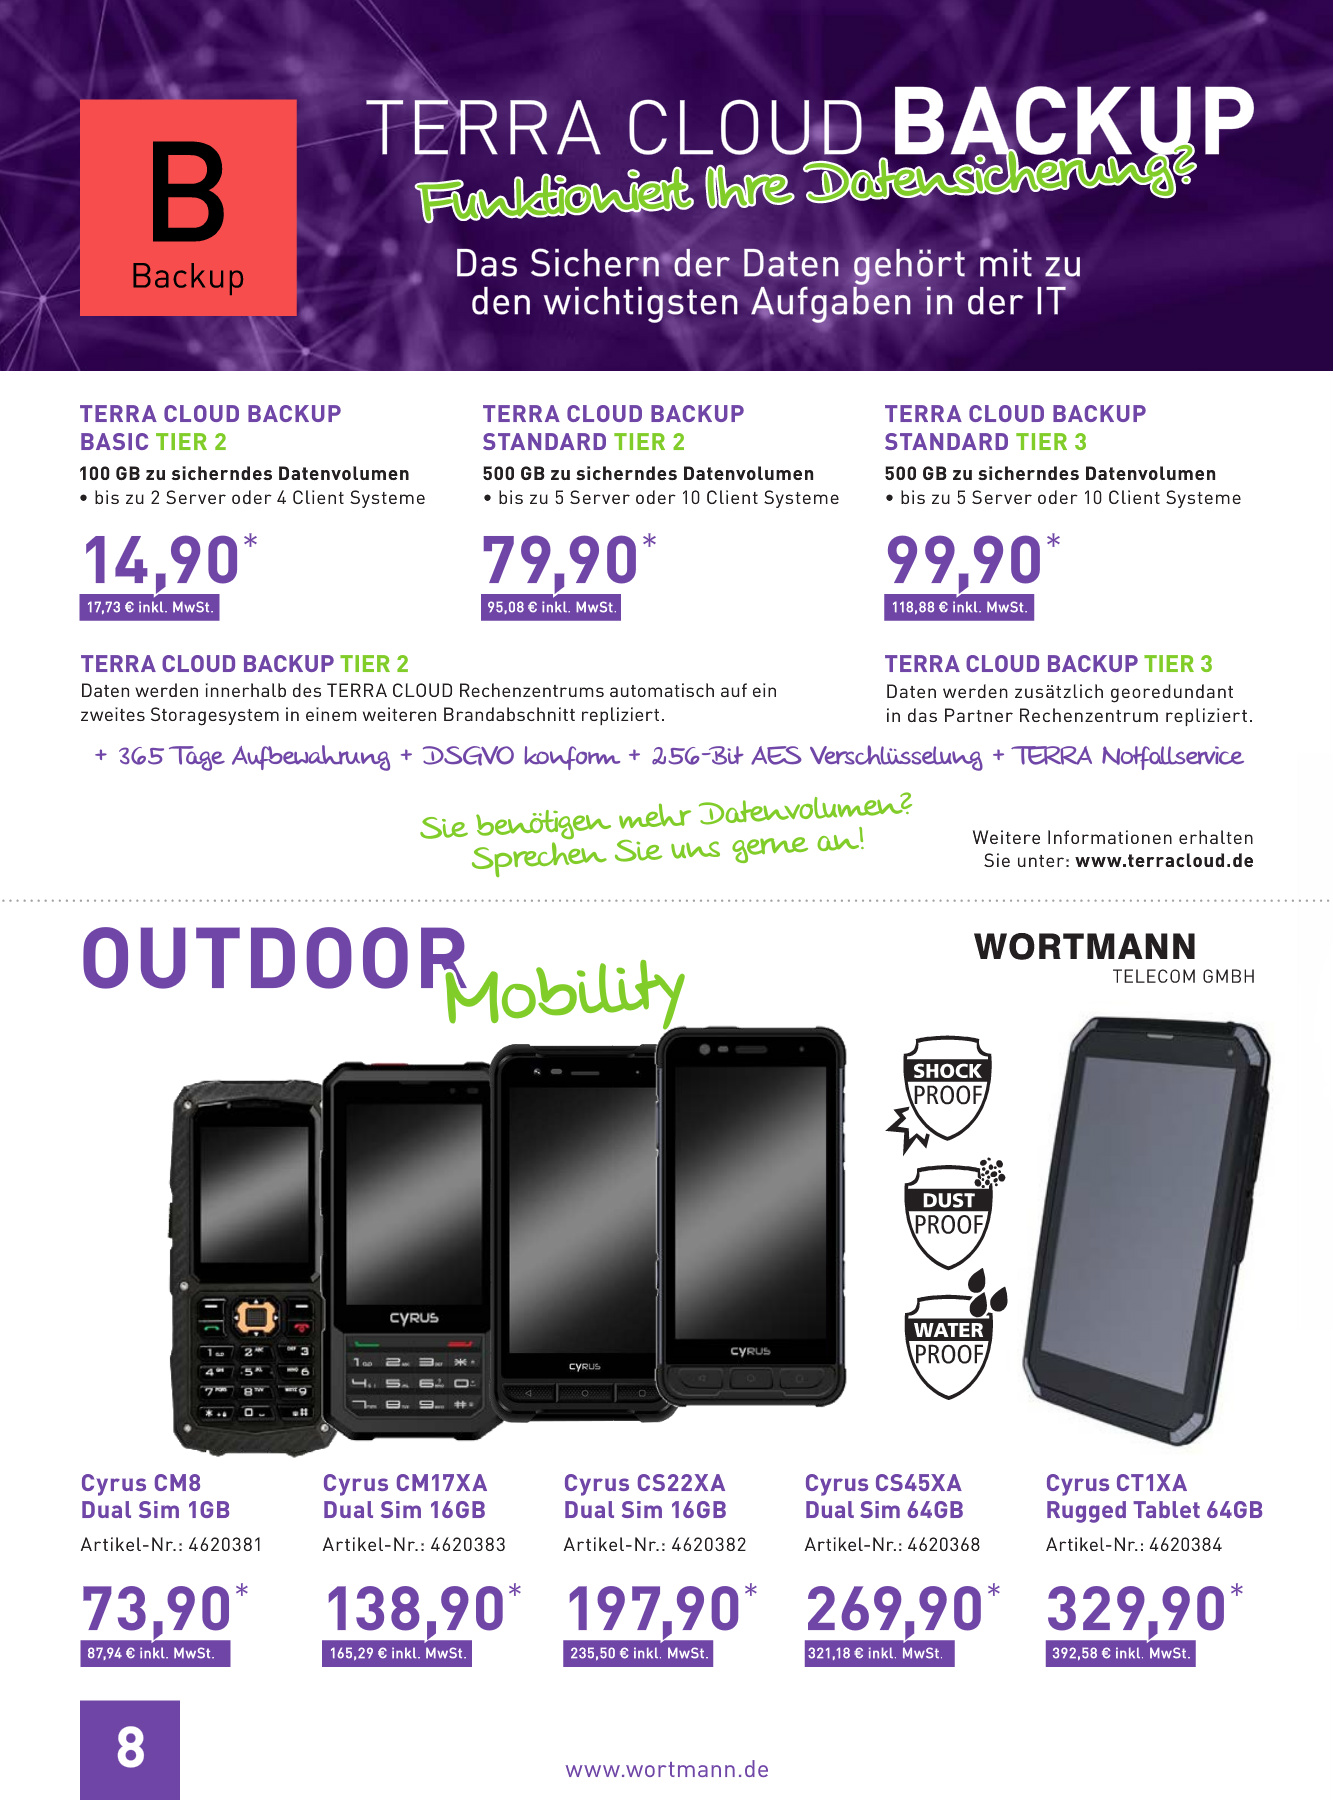 TERRA CLOUD BACKUP
Funktioniert Ihre Datensicherung?
B
Backup
Das Sichern der Daten gehört mit zu
den wichtigsten Aufgaben in der IT
TERRA CLOUD BACKUP
BASIC TIER 2
100 GB zu sicherndes Datenvolumen
• bis zu 2 Server oder 4 Client Systeme
14,90*
17,73 € inkl. MwSt.
TERRA CLOUD BACKUP
STANDARD TIER 2
500 GB zu sicherndes Datenvolumen
• bis zu 5 Server oder 10 Client Systeme
79,90*
95,08 € inkl. MwSt.
TERRA CLOUD BACKUP
STANDARD TIER 3
500 GB zu sicherndes Datenvolumen
• bis zu 5 Server oder 10 Client Systeme
99,90*
118,88 € inkl. MwSt.
TERRA CLOUD BACKUP TIER 2
Daten werden innerhalb des TERRA CLOUD Rechenzentrums automatisch auf ein
zweites Storagesystem in einem weiteren Brandabschnitt repliziert.
TERRA CLOUD BACKUP TIER 3
Daten werden zusätzlich georedundant
in das Partner Rechenzentrum repliziert.
+ 365 Tage Aufbewahrung + DSGVO konform + 256-Bit AES Verschlüsselung + TERRA Notfallservice
Sie benötigen mehr Datenvolumen?
Sprechen Sie uns gerne an!
Weitere Informationen erhalten
Sie unter: www.terracloud.de
OUTDOOR
Mobility
WORTMANN
TELECOM GMBH
SHOCK
PROOF
DUST
PROOF
WATER
PROOF
CYRUS
CYRUS
CYRUS
Cyrus CM8
Dual Sim 1GB
Artikel-Nr.: 4620381
73,90*
87,94 € inkl. MwSt.
Cyrus CM17XA
Dual Sim 16GB
Artikel-Nr.: 4620383
138,90*
165,29 € inkl. MwSt.
Cyrus CS22XA
Dual Sim 16GB
Artikel-Nr.: 4620382
197,90*
235,50 € inkl. MwSt.
Cyrus CS45XA
Dual Sim 64GB
Artikel-Nr.: 4620368
269,90*
321,18 € inkl. MwSt.
Cyrus CT1XA
Rugged Tablet 64GB
Artikel-Nr.: 4620384
329,90*
392,58 € inkl. MwSt.
8
www.wortmann.de